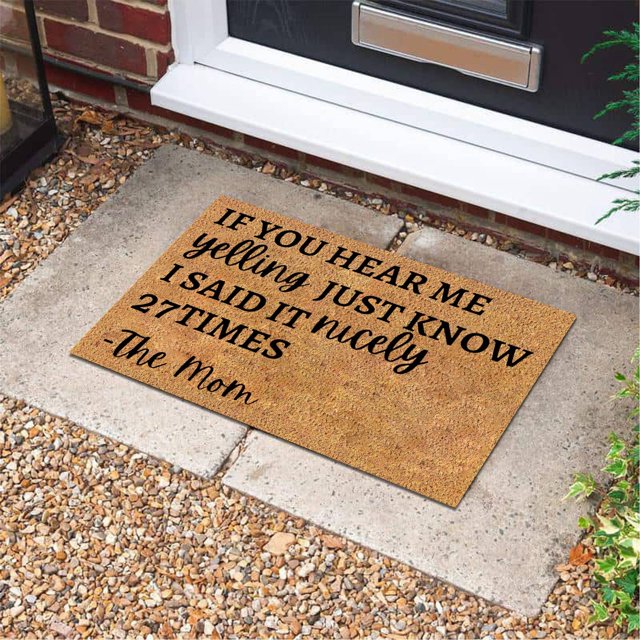 IF YOU HEAR ME
yelling JUST KNOW
I SAID IT nicely
27TIMES
-The Mom